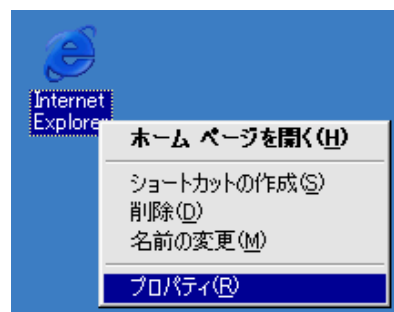 Internet
Explorer
ホーム ページを開く(H)
ショートカットの作成(S)
削除(D)
名前の変更(M)
プロパティ(R)